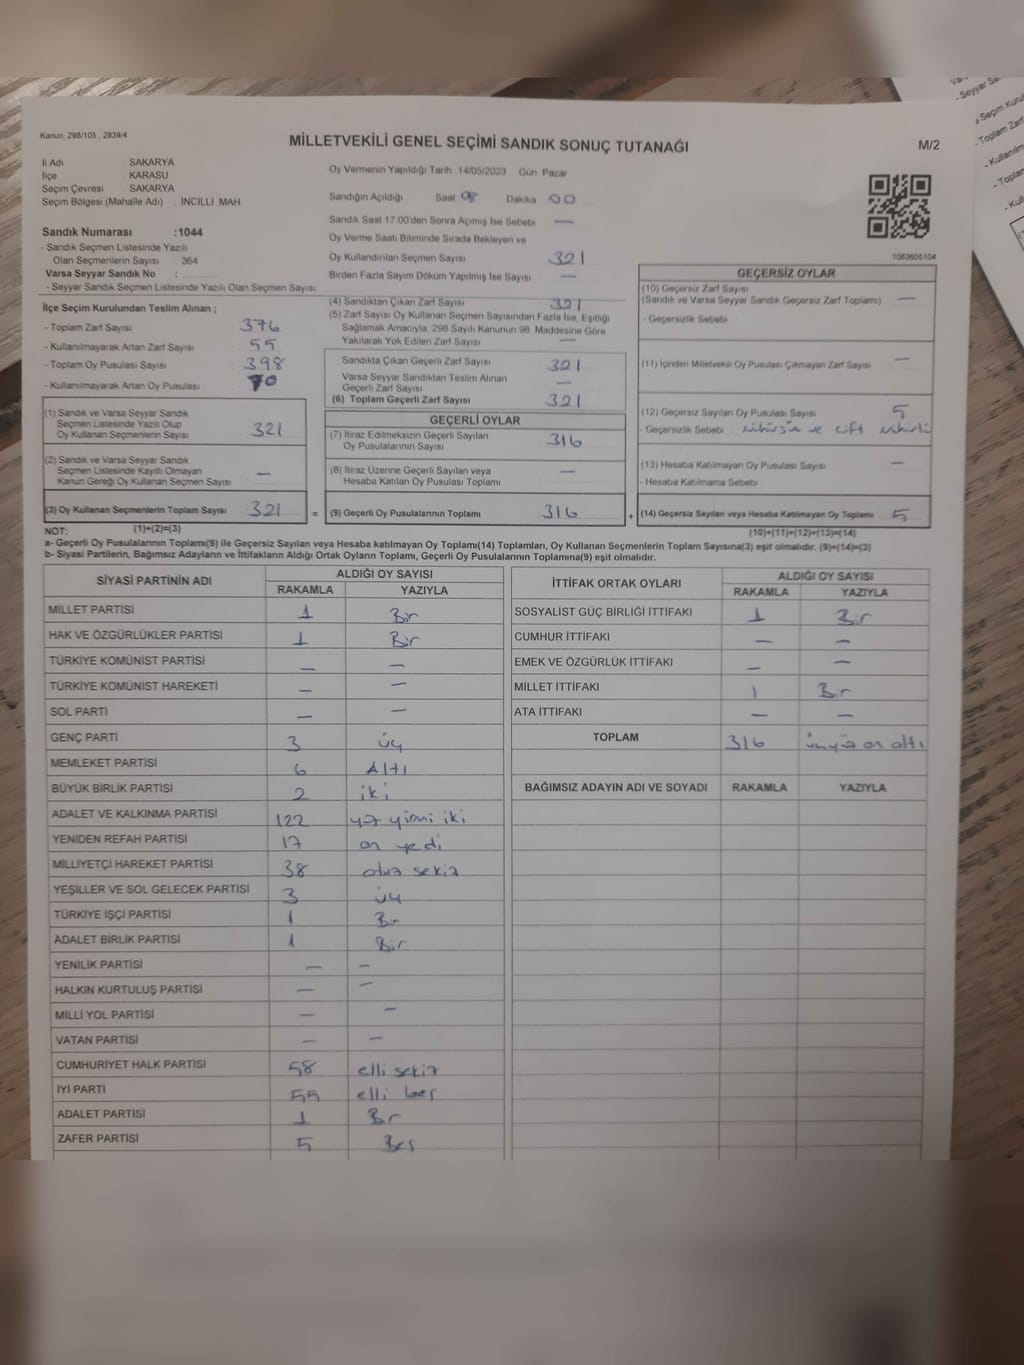 Kanun, 298/105 , 2839/4
MİLLETVEKİLİ GENEL SEÇİMİ SANDIK SONUÇ TUTANAĞI
M/2
İl Adı : SAKARYA
İlçe : KARASU
Seçim Çevresi : SAKARYA
Seçim Bölgesi (Mahalle Adı) : İNCİLLİ MAH.
Sandık Numarası :1044
- Sandık Seçmen Listesinde Yazılı
Olan Seçmenlerin Sayısı : 364
Varsa Seyyar Sandık No :
- Seyyar Sandık Seçmen Listesinde Yazılı Olan Seçmen Sayısı:
Oy Vermenin Yapıldığı Tarih :14/05/2023 Gün Pazar
Sandığın Açıldığı Saat 08 Dakika 00
Sandık Saat 17:00'den Sonra Açılmış İse Sebebi —
Oy Verme Saati Bitiminde Sırada Bekleyen ve
Oy Kullandırılan Seçmen Sayısı 321
Birden Fazla Sayım Döküm Yapılmış İse Sayısı —
1083605104
İlçe Seçim Kurulundan Teslim Alınan ;
- Toplam Zarf Sayısı 376
- Kullanılmayarak Artan Zarf Sayısı 55
- Toplam Oy Pusulası Sayısı 398
- Kullanılmayarak Artan Oy Pusulası 70
(4) Sandıktan Çıkan Zarf Sayısı 321
(5) Zarf Sayısı Oy Kullanan Seçmen Sayısından Fazla İse, Eşitliği
Sağlamak Amacıyla, 298 Sayılı Kanunun 98. Maddesine Göre
Yakılarak Yok Edilen Zarf Sayısı —
Sandıkta Çıkan Geçerli Zarf Sayısı 321
Varsa Seyyar Sandıktan Teslim Alınan
Geçerli Zarf Sayısı —
(6) Toplam Geçerli Zarf Sayısı 321
GEÇERSİZ OYLAR
(10) Geçersiz Zarf Sayısı
(Sandık ve Varsa Seyyar Sandık Geçersiz Zarf Toplamı) —
- Geçersizlik Sebebi
(11) İçinden Milletvekili Oy Pusulası Çıkmayan Zarf Sayısı —
(12) Geçersiz Sayılan Oy Pusulası Sayısı 5
- Geçersizlik Sebebi mühürsüz ve çift mühürlü
(13) Hesaba Katılmayan Oy Pusulası Sayısı —
- Hesaba Katılmama Sebebi
(14) Geçersiz Sayılan veya Hesaba Katılmayan Oy Toplamı 5
(10)+(11)+(12)+(13)=(14)
(1) Sandık ve Varsa Seyyar Sandık
Seçmen Listesinde Yazılı Olup
Oy Kullanan Seçmenlerin Sayısı 321
(2) Sandık ve Varsa Seyyar Sandık
Seçmen Listesinde Kayıtlı Olmayan
Kanun Gereği Oy Kullanan Seçmen Sayısı —
(3) Oy Kullanan Seçmenlerin Toplam Sayısı 321 =
(1)+(2)=(3)
GEÇERLİ OYLAR
(7) İtiraz Edilmeksizin Geçerli Sayılan
Oy Pusulasının Sayısı 316
(8) İtiraz Üzerine Geçerli Sayılan veya
Hesaba Katılan Oy Pusulası Toplamı —
(9) Geçerli Oy Pusulalarının Toplamı 316 +
NOT:
a- Geçerli Oy Pusulalarının Toplamı(9) ile Geçersiz Sayılan veya Hesaba katılmayan Oy Toplamı(14) Toplamları, Oy Kullanan Seçmenlerin Toplam Sayısına(3) eşit olmalıdır. (9)+(14)=(3)
b- Siyasi Partilerin, Bağımsız Adayların ve İttifakların Aldığı Ortak Oyların Toplamı, Geçerli Oy Pusulalarının Toplamına(9) eşit olmalıdır.
SİYASİ PARTİNİN ADI ALDIĞI OY SAYISI
RAKAMLA YAZIYLA
MİLLET PARTİSİ 1 Bir
HAK VE ÖZGÜRLÜKLER PARTİSİ 1 Bir
TÜRKİYE KOMÜNİST PARTİSİ — —
TÜRKİYE KOMÜNİST HAREKETİ — —
SOL PARTİ — —
GENÇ PARTİ 3 üç
MEMLEKET PARTİSİ 6 Altı
BÜYÜK BİRLİK PARTİSİ 2 iki
ADALET VE KALKINMA PARTİSİ 122 yüz yirmi iki
YENİDEN REFAH PARTİSİ 17 on yedi
MİLLİYETÇİ HAREKET PARTİSİ 38 otuz sekiz
YEŞİLLER VE SOL GELECEK PARTİSİ 3 üç
TÜRKİYE İŞÇİ PARTİSİ 1 Bir
ADALET BİRLİK PARTİSİ 1 Bir
YENİLİK PARTİSİ — —
HALKIN KURTULUŞ PARTİSİ — —
MİLLİ YOL PARTİSİ — —
VATAN PARTİSİ — —
CUMHURİYET HALK PARTİSİ 58 elli sekiz
İYİ PARTİ 55 elli beş
ADALET PARTİSİ 1 Br
ZAFER PARTİSİ 5 Beş
İTTİFAK ORTAK OYLARI ALDIĞI OY SAYISI
RAKAMLA YAZIYLA
SOSYALİST GÜÇ BİRLİĞİ İTTİFAKI 1 Bir
CUMHUR İTTİFAKI — —
EMEK VE ÖZGÜRLÜK İTTİFAKI — —
MİLLET İTTİFAKI 1 Bir
ATA İTTİFAKI — —
TOPLAM 316 üçyüz on altı
BAĞIMSIZ ADAYIN ADI VE SOYADI RAKAMLA YAZIYLA